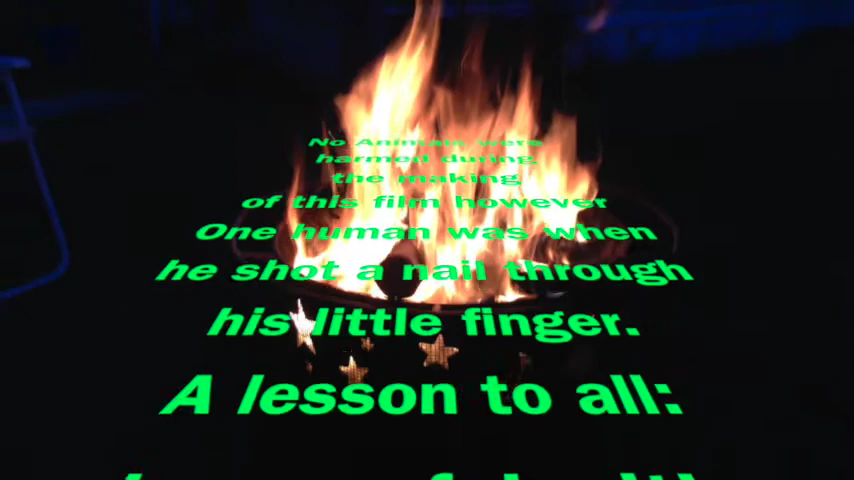 No Animals were
harmed during
the making
of this film however
One human was when
he shot a nail through
his little finger.
A lesson to all: